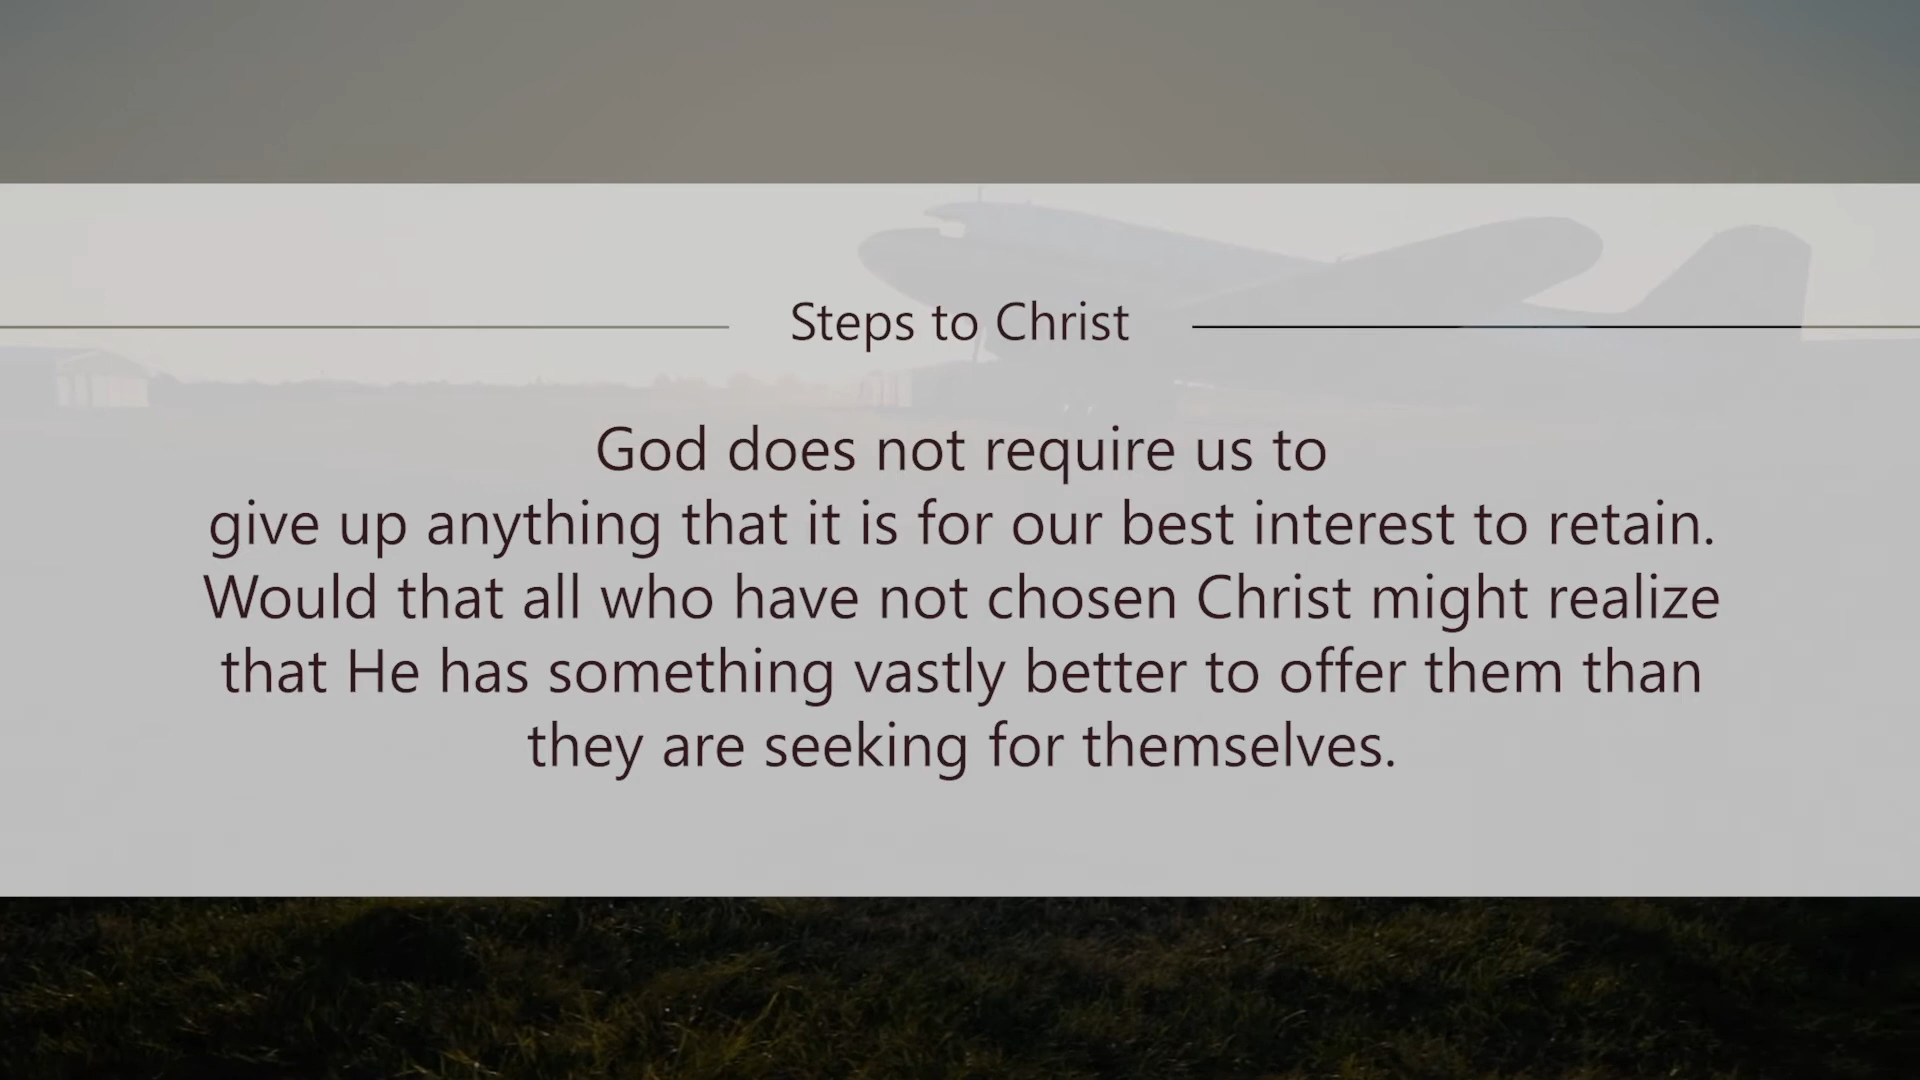 Steps to Christ
God does not require us to
give up anything that it is for our best interest to retain.
Would that all who have not chosen Christ might realize
that He has something vastly better to offer them than
they are seeking for themselves.